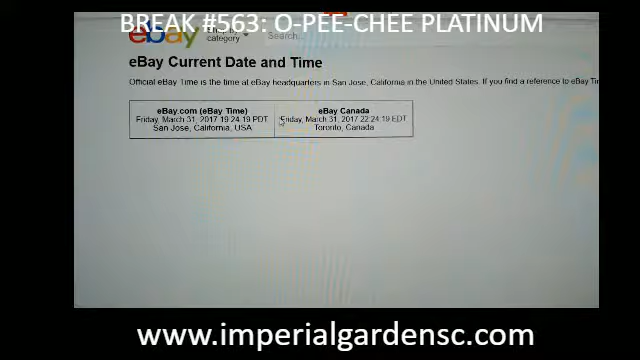 BREAK #563: O-PEE-CHEE PLATINUM
ebay
Shop by
category
Search...
eBay Current Date and Time
Official eBay Time is the time at eBay headquarters in San Jose, California in the United States. If you find a reference to eBay
eBay.com (eBay Time)
Friday, March 31, 2017 19:24:19 PDT
San Jose, California, USA
eBay Canada
Friday, March 31, 2017 22:24:19 EDT
Toronto, Canada
www.imperialgardensc.com